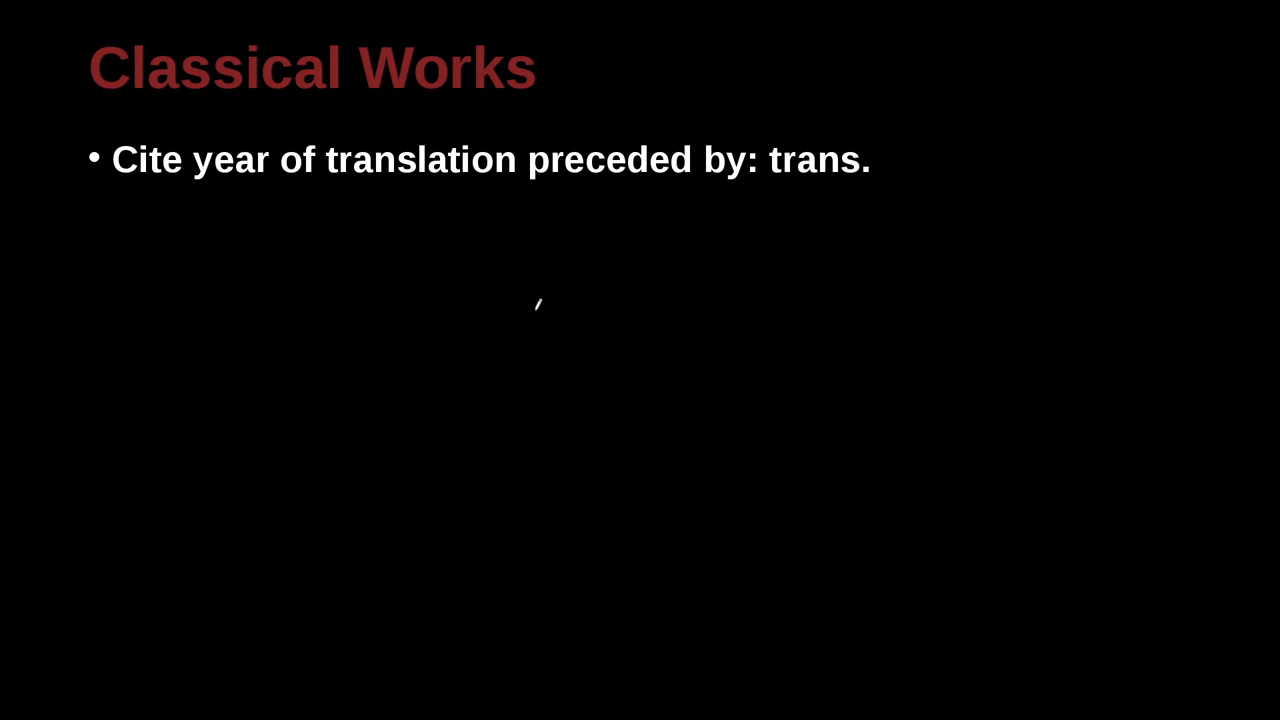 Classical Works
• Cite year of translation preceded by: trans.